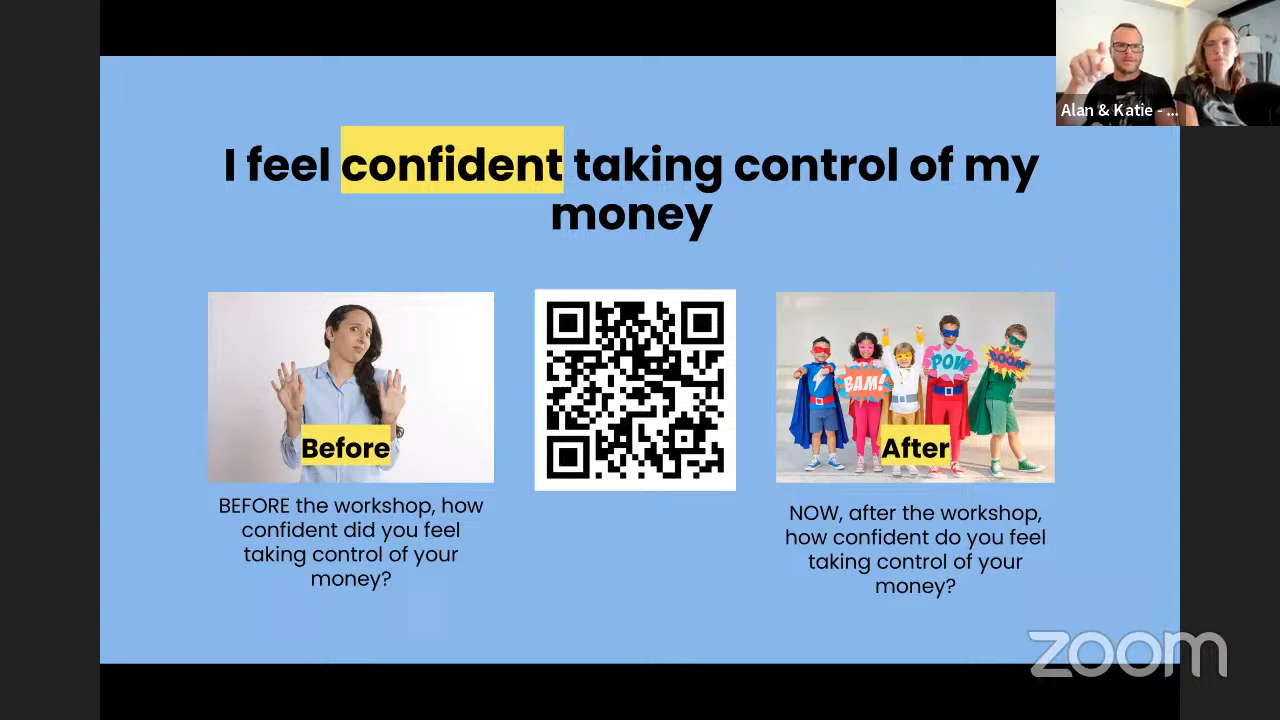 Alan & Katie - ...
I feel confident taking control of my
money
BAM!
POW
BOOM
Before
After
BEFORE the workshop, how
confident did you feel
taking control of your
money?
NOW, after the workshop,
how confident do you feel
taking control of your
money?
zoom